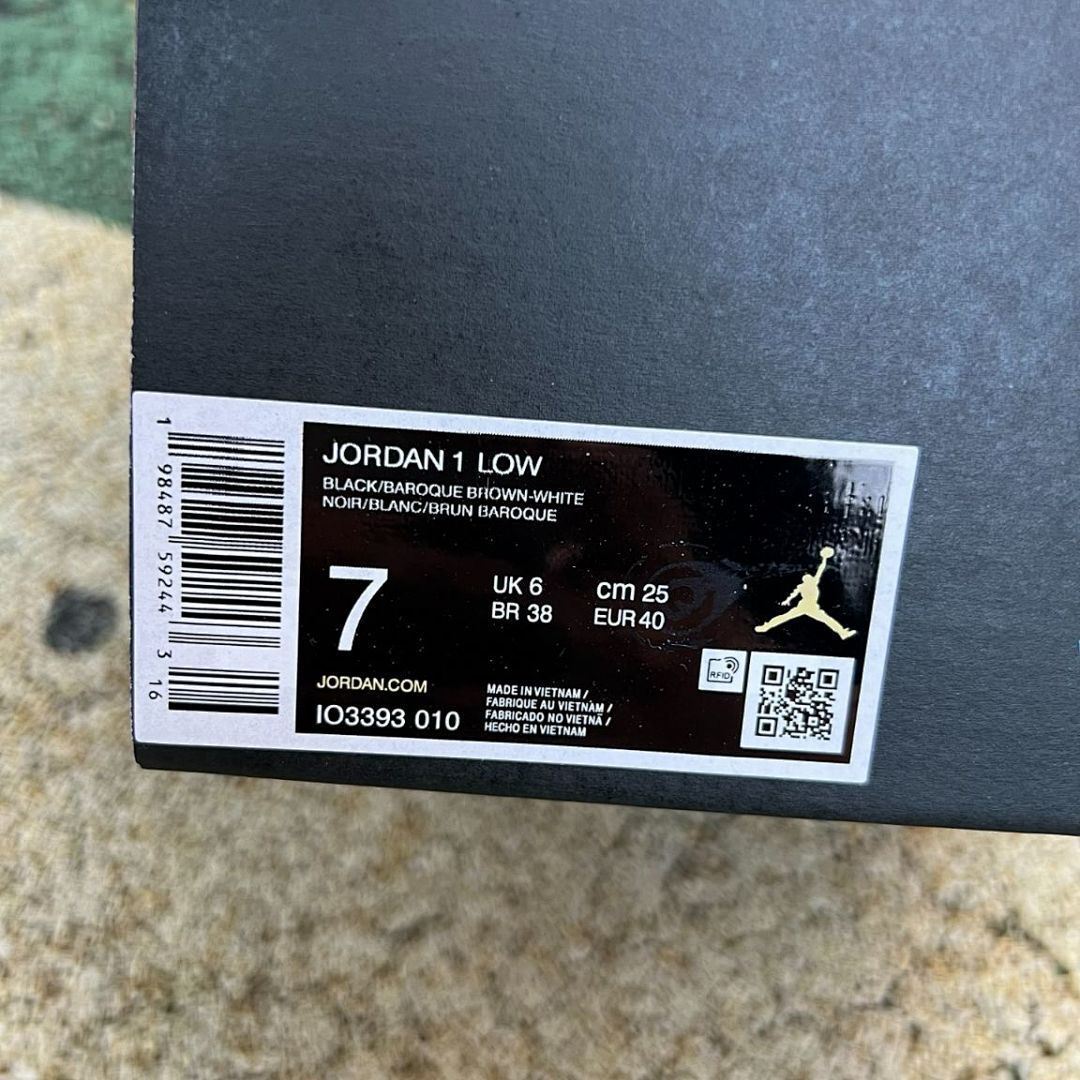 1 98487 59244 3 16
JORDAN 1 LOW
BLACK/BAROQUE BROWN-WHITE
NOIR/BLANC/BRUN BAROQUE
7
UK 6 cm 25
BR 38 EUR 40
RFID
JORDAN.COM
IO3393 010
MADE IN VIETNAM /
FABRIQUE AU VIETNÀM /
FABRICADO NO VIETNÃ /
HECHO EN VIETNAM